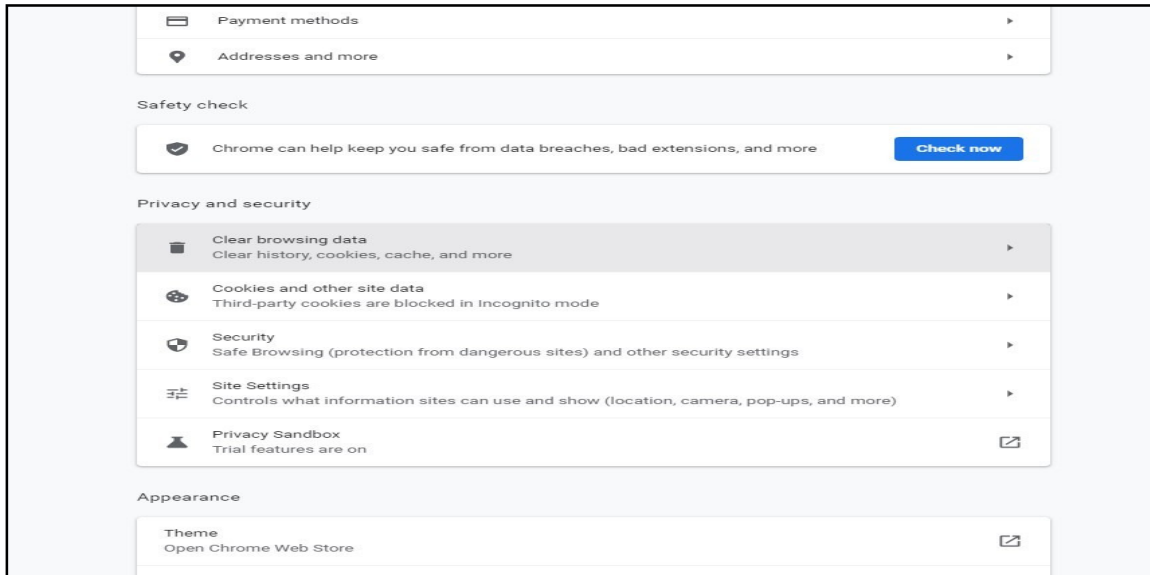 Payment methods
Addresses and more
Safety check
Chrome can help keep you safe from data breaches, bad extensions, and more
Check now
Privacy and security
Clear browsing data
Clear history, cookies, cache, and more
Cookies and other site data
Third-party cookies are blocked in Incognito mode
Security
Safe Browsing (protection from dangerous sites) and other security settings
Site Settings
Controls what information sites can use and show (location, camera, pop-ups, and more)
Privacy Sandbox
Trial features are on
Appearance
Theme
Open Chrome Web Store